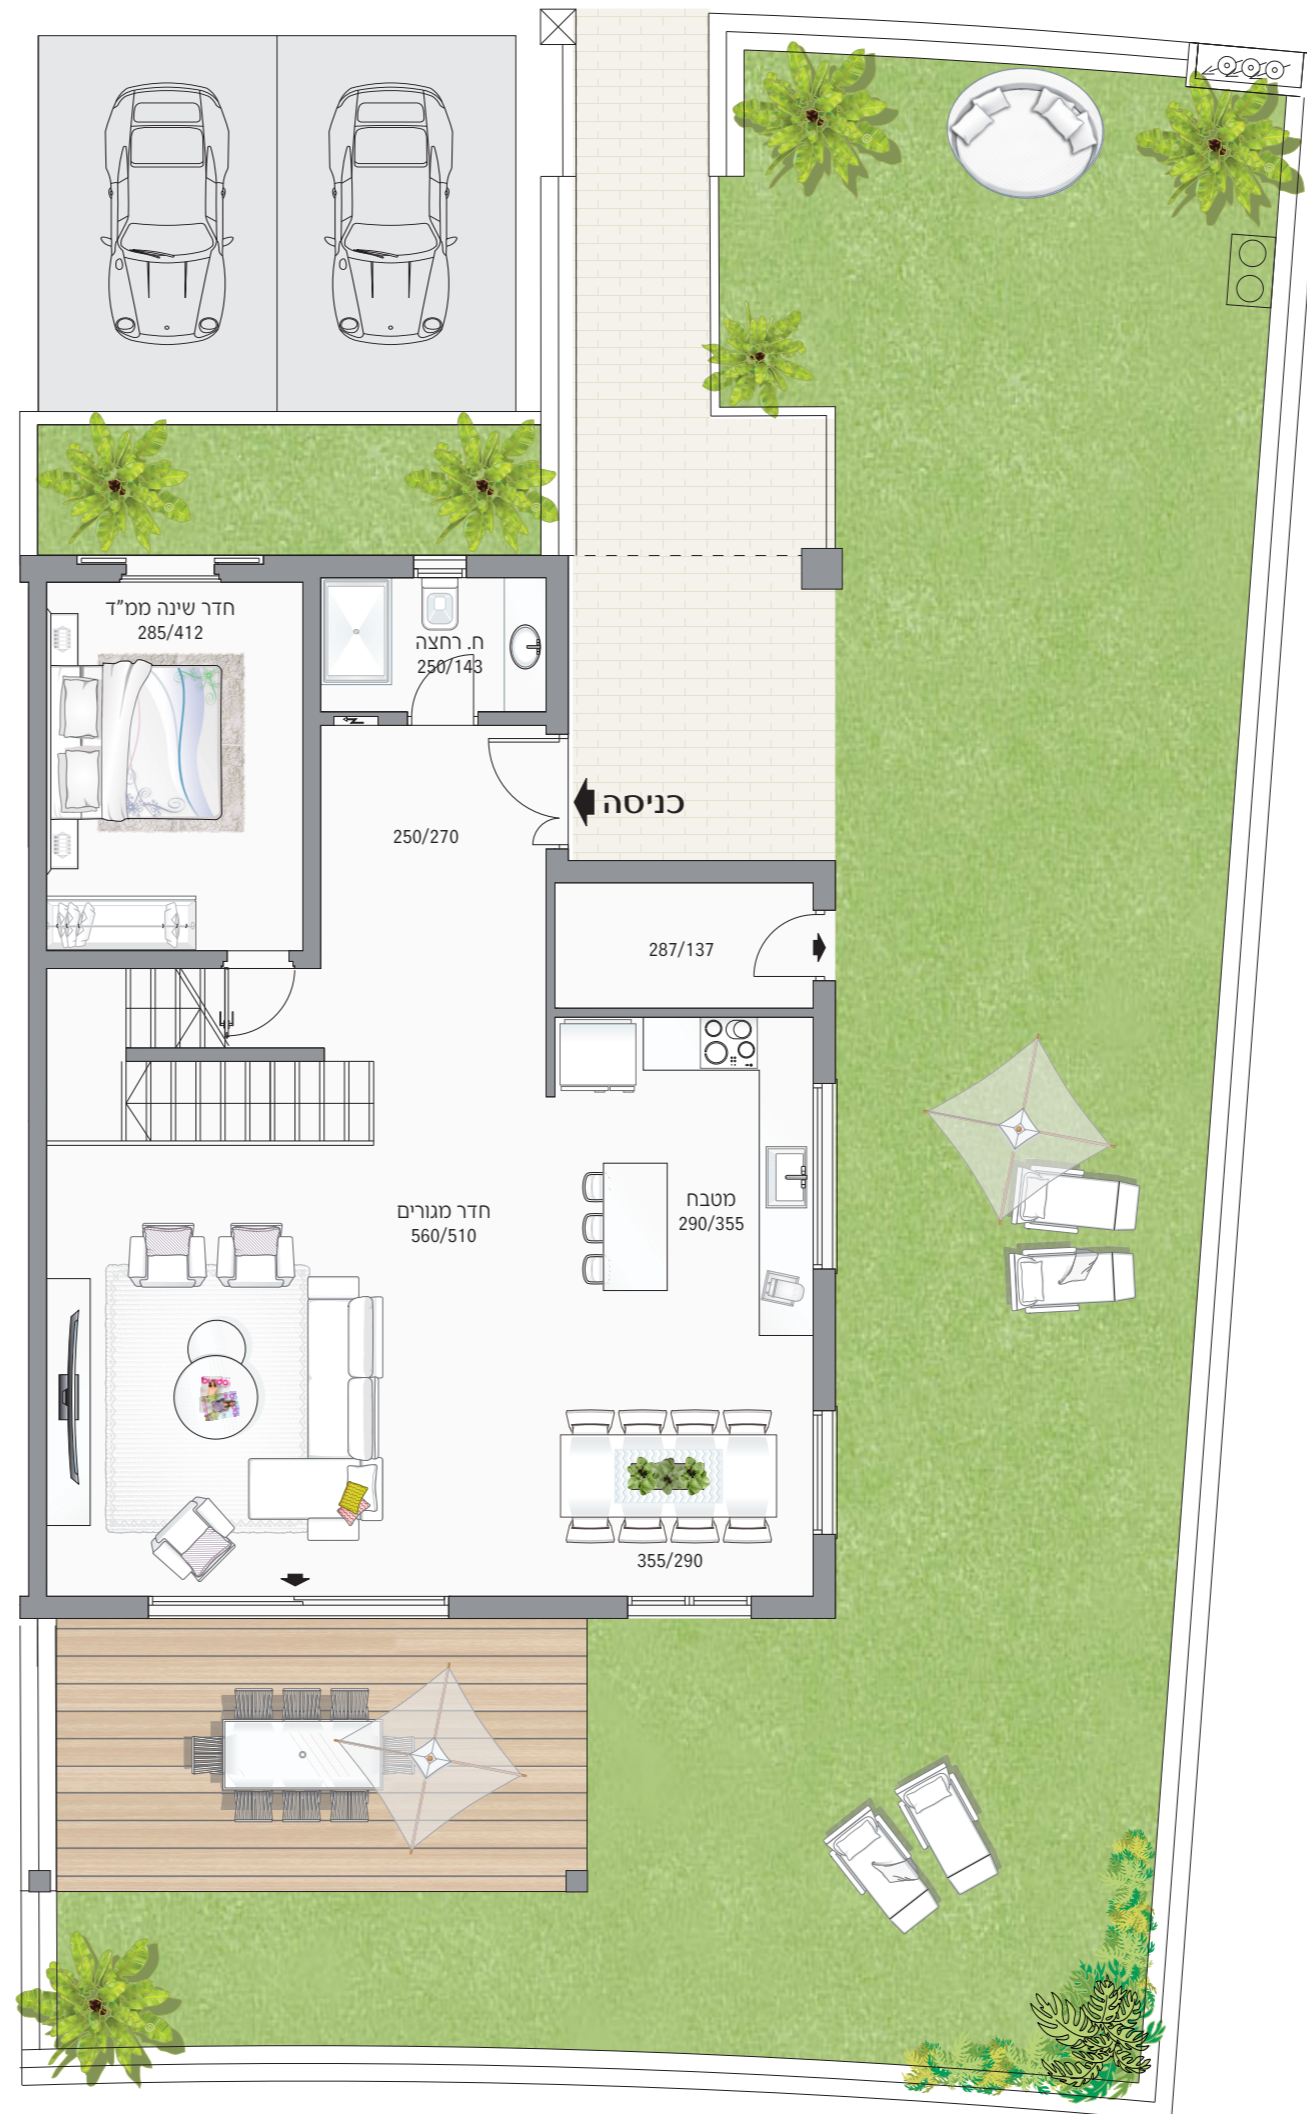 חדר שינה ממ"ד
285/412
ח. רחצה
250/143
כניסה
250/270
287/137
חדר מגורים
560/510
מטבח
290/355
355/290